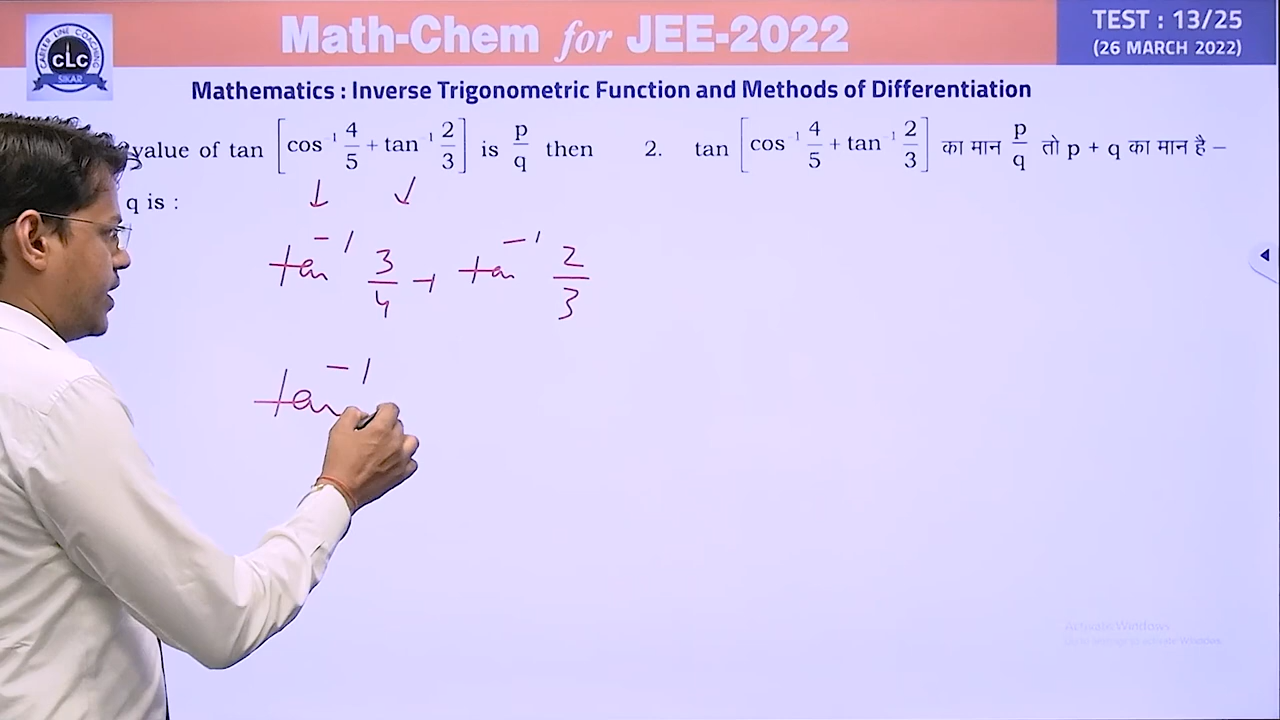 Math-Chem for JEE-2022
TEST : 13/25
(26 MARCH 2022)
CAREER LINE COACHING
CLC
SIKAR
Mathematics : Inverse Trigonometric Function and Methods of Differentiation
value of tan [cos⁻¹ 4/5 + tan⁻¹ 2/3] is p/q then
q is :
2. tan [cos⁻¹ 4/5 + tan⁻¹ 2/3] का मान p/q तो p + q का मान है –
↓ ↓
tan⁻¹ 3/4 + tan⁻¹ 2/3
tan⁻¹
Activate Windows